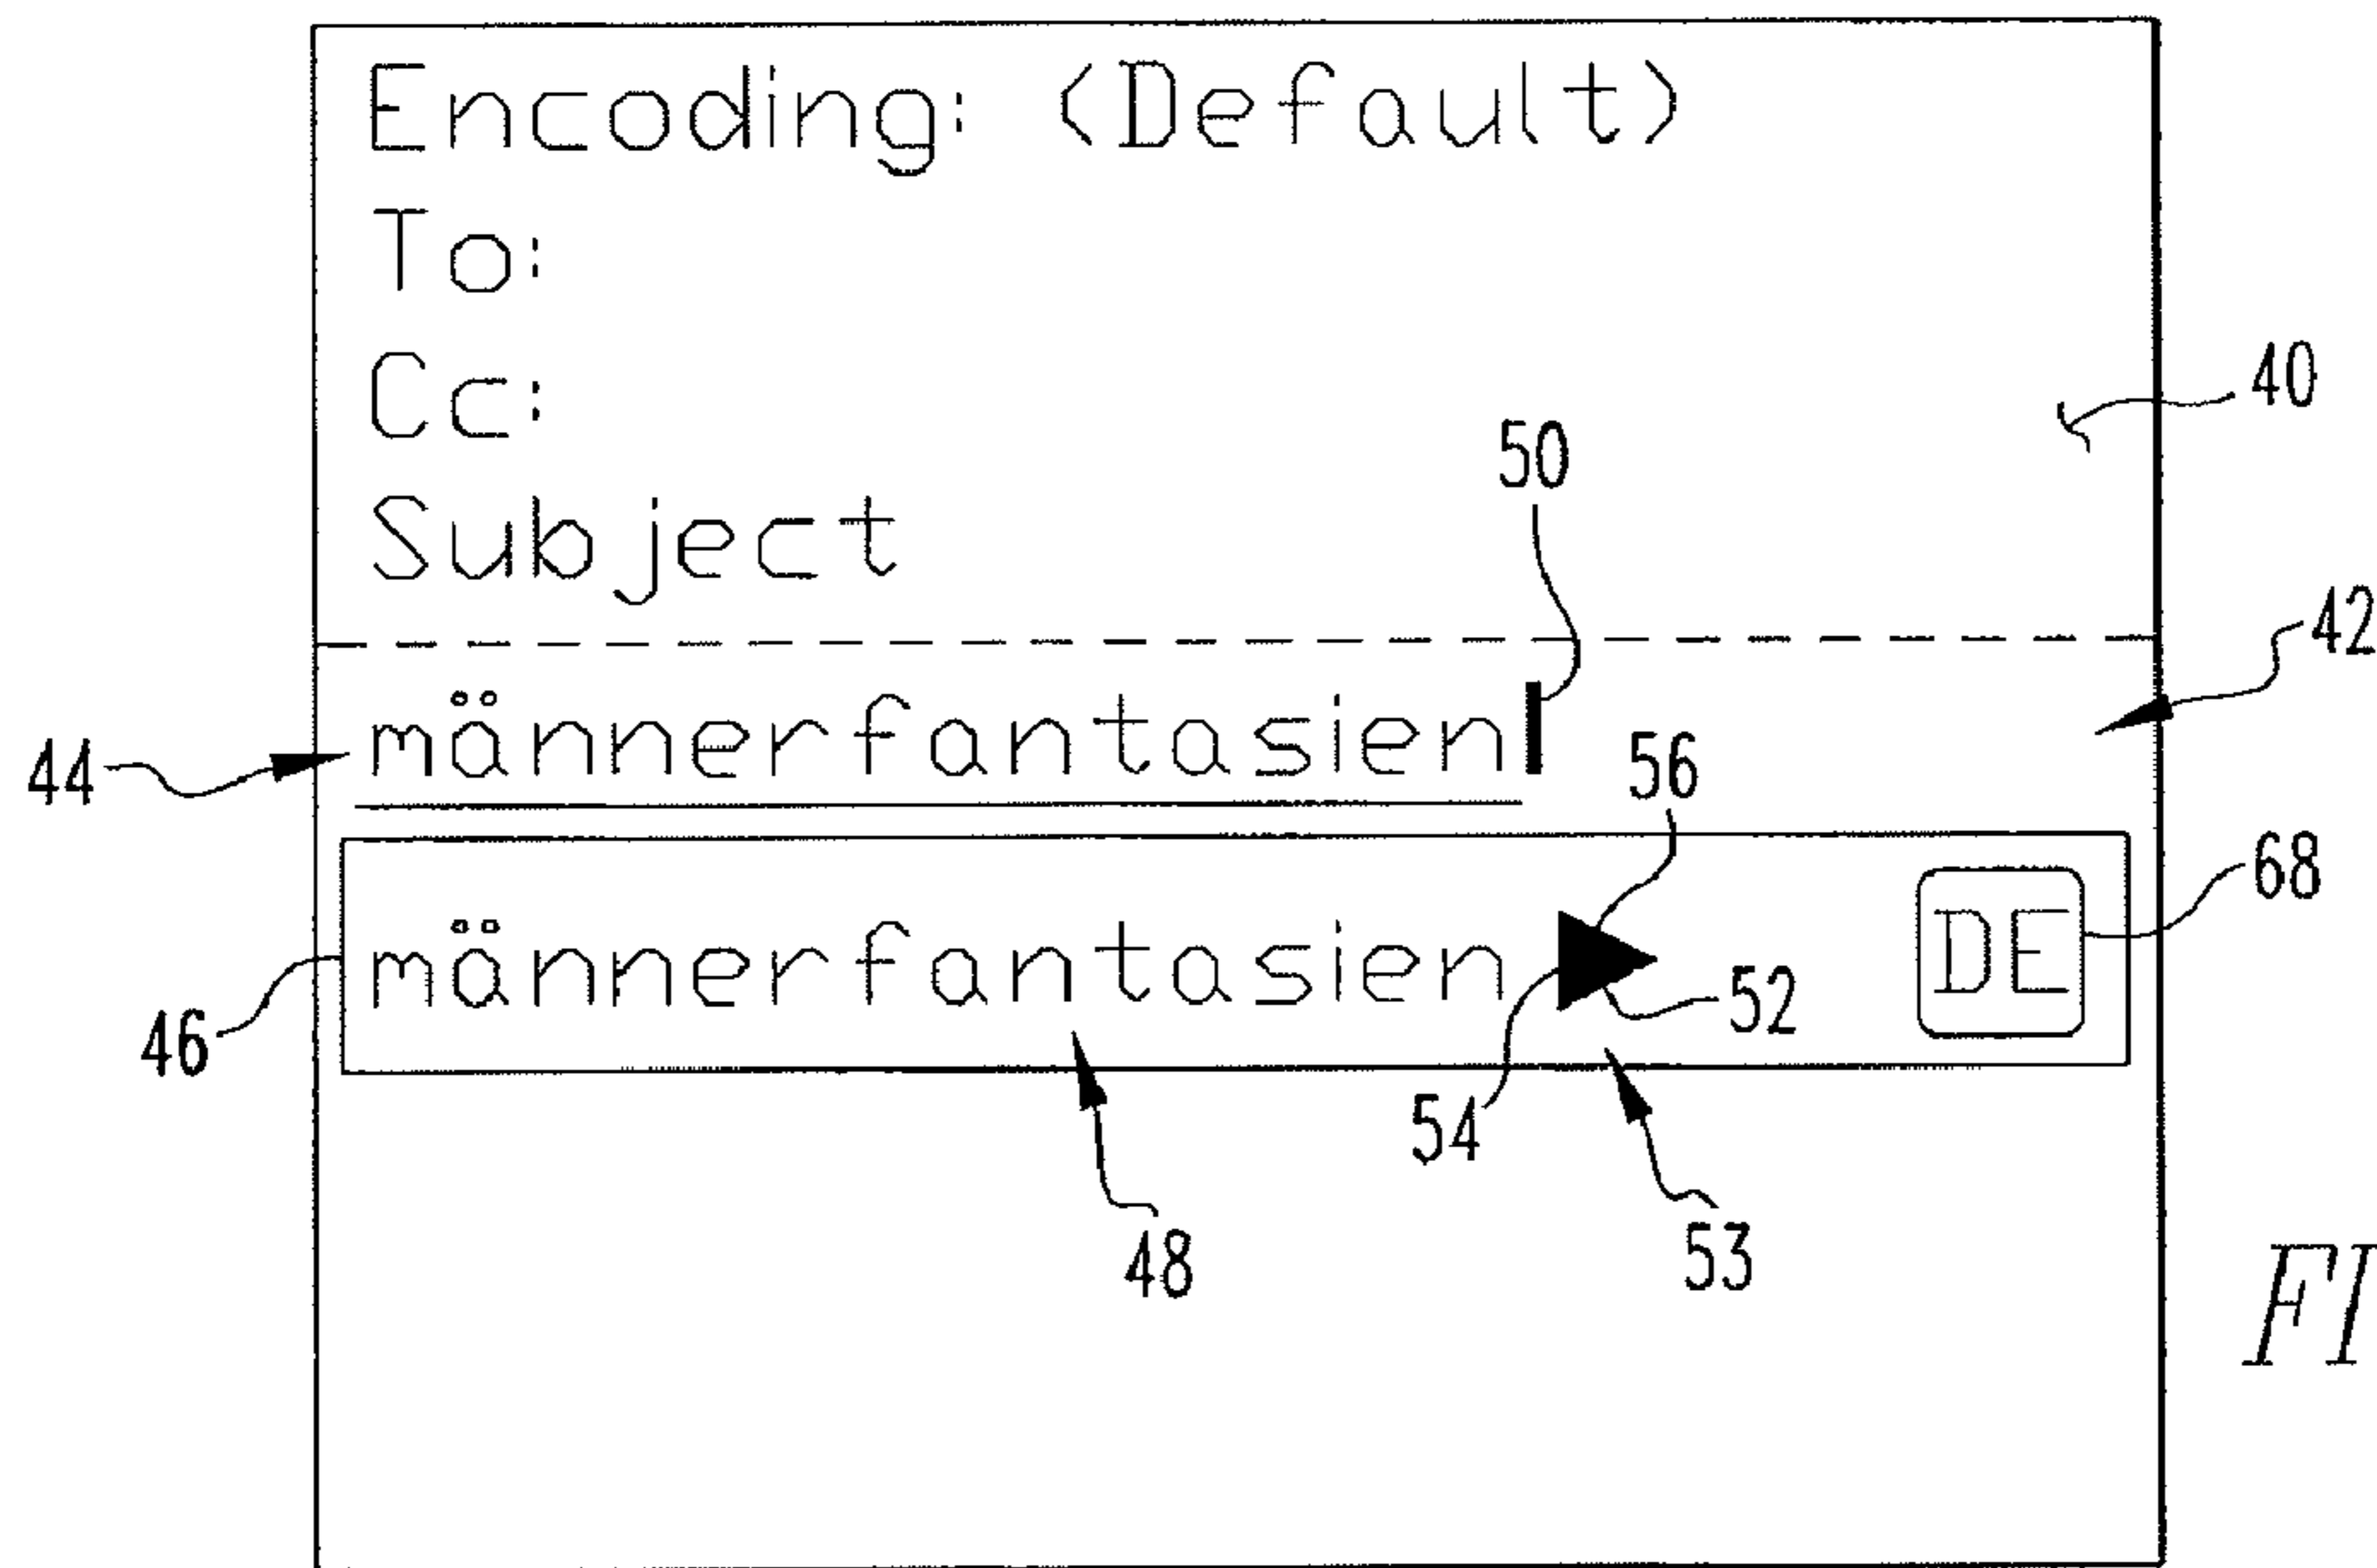 Encoding: (Default)
To:
Cc:
40
50
Subject
42
männerfantasien
44
56
68
männerfantasien
DE
52
46
54
48
53
FI